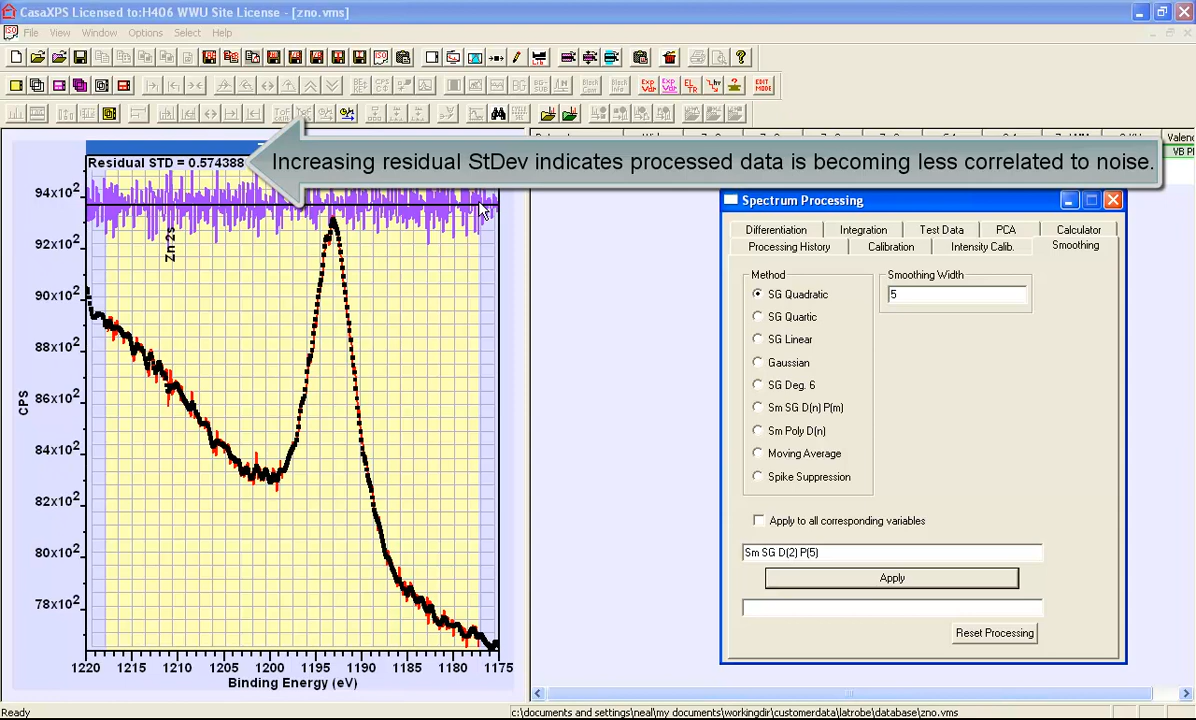 CasaXPS Licensed to:H406 WWU Site License - [zno.vms]
File View Window Options Select Help
Valenc
VB Pl
Residual STD = 0.574388
Increasing residual StDev indicates processed data is becoming less correlated to noise.
94x10²
92x10²
90x10²
88x10²
86x10²
84x10²
82x10²
80x10²
78x10²
Zn 2s
CPS
1220 1215 1210 1205 1200 1195 1190 1185 1180 1175
Binding Energy (eV)
Spectrum Processing
Differentiation Integration Test Data PCA Calculator
Processing History Calibration Intensity Calib. Smoothing
Method
SG Quadratic
SG Quartic
SG Linear
Gaussian
SG Deg. 6
Sm SG D(n) P(m)
Sm Poly D(n)
Moving Average
Spike Suppression
Smoothing Width
5
Apply to all corresponding variables
Sm SG D(2) P(5)
Apply
Reset Processing
Ready
c:\documents and settings\neal\my documents\workingdir\customerdata\latrobe\database\zno.vms